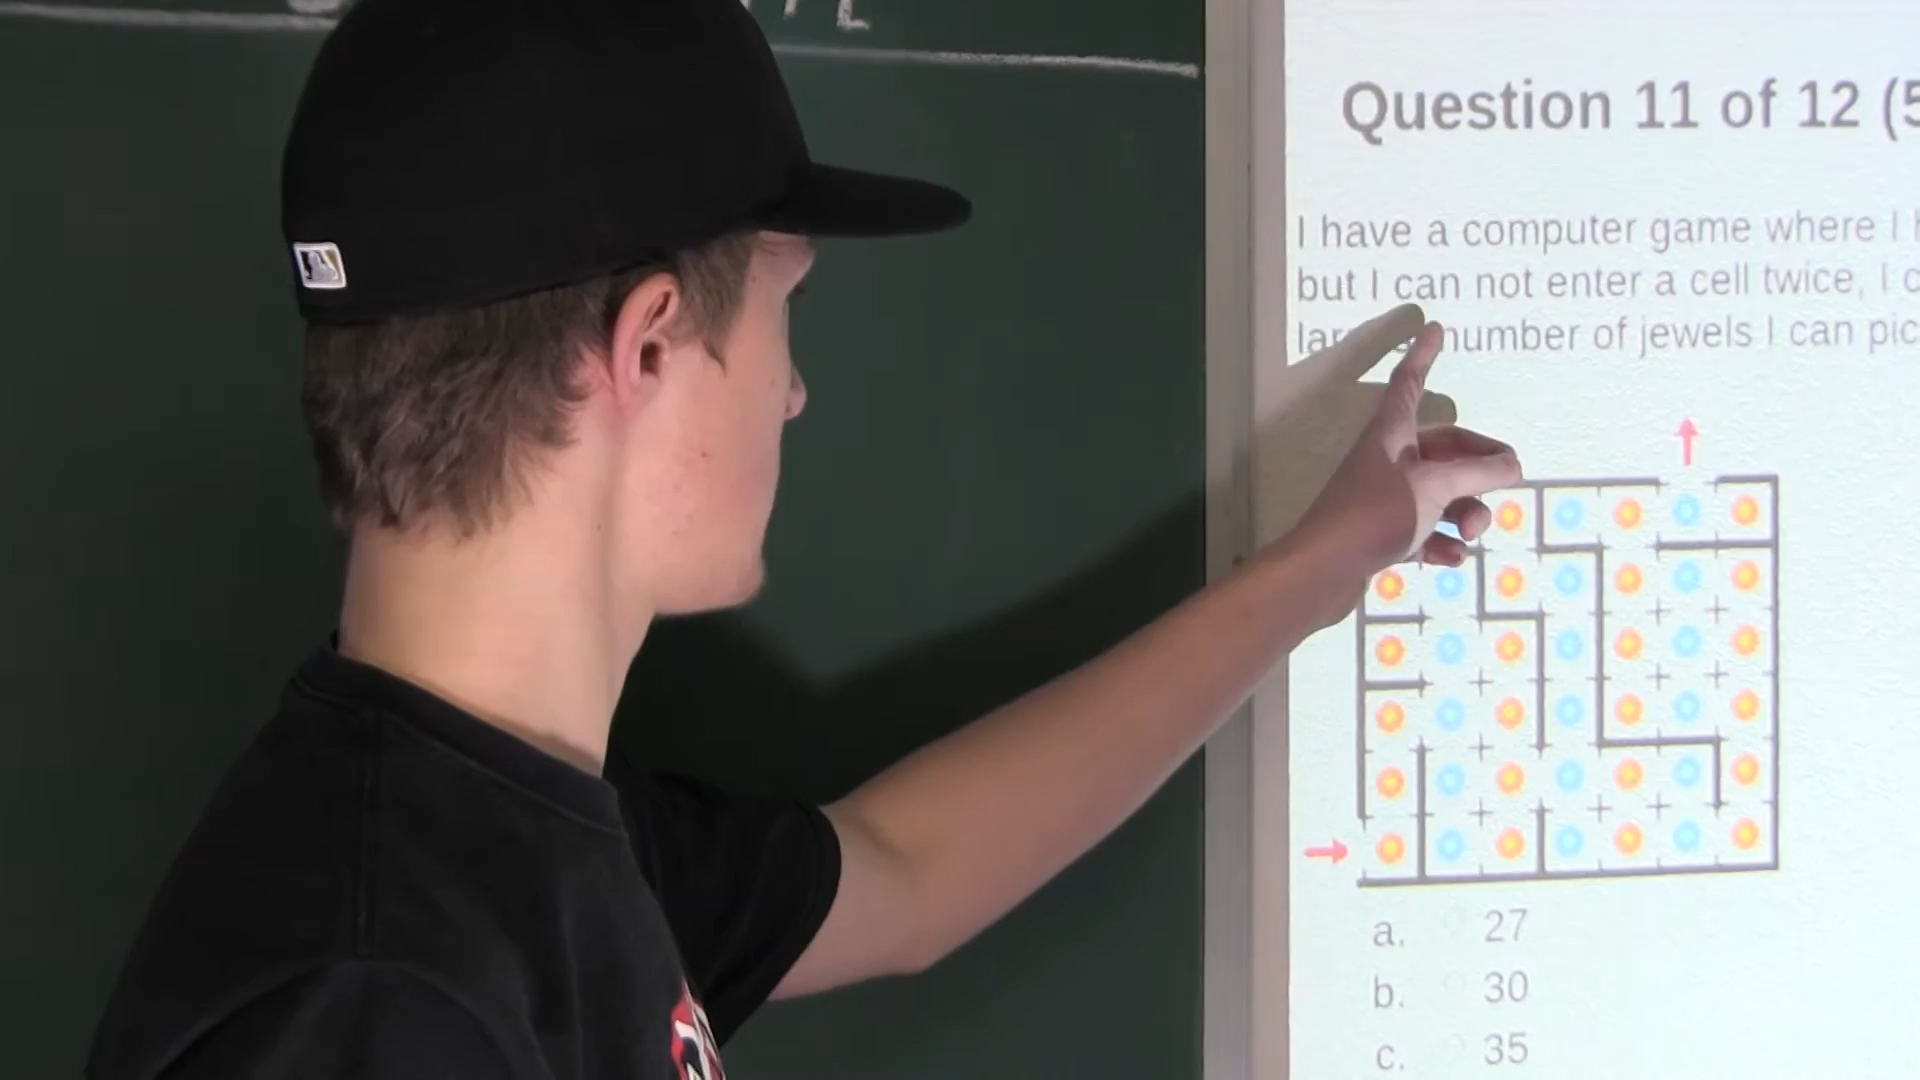 Question 11 of 12 (5
I have a computer game where I
but I can not enter a cell twice, I c
number of jewels I can pic
a. 27
b. 30
c. 35